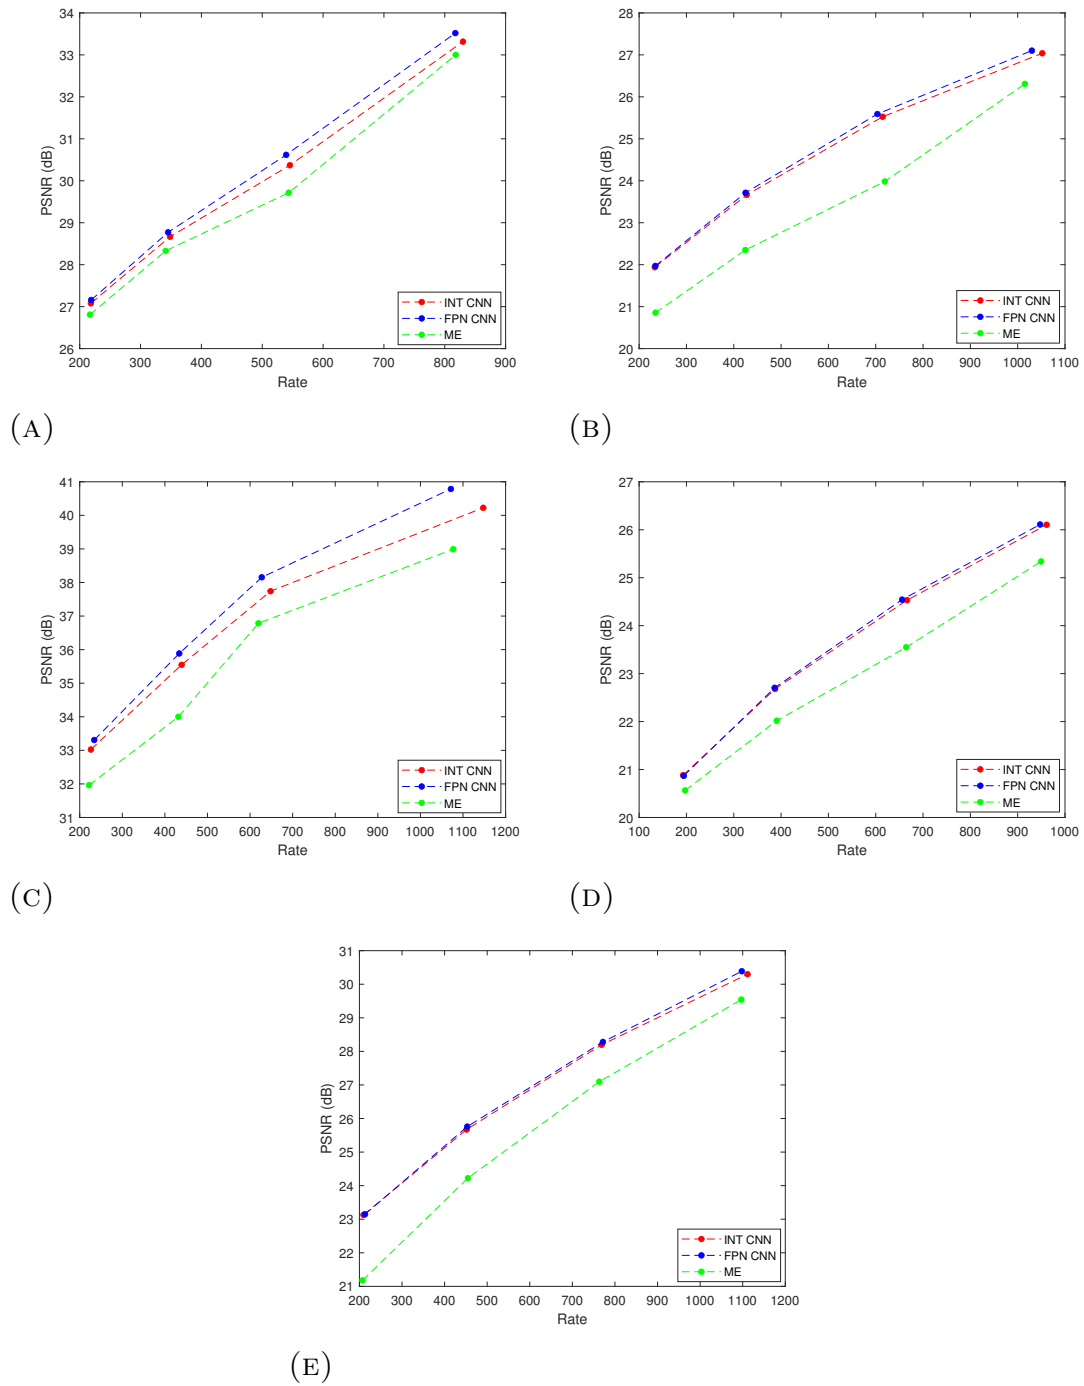 34
33
32
31
30
29
28
27
26
PSNR (dB)
200 300 400 500 600 700 800 900
Rate
INT CNN
FPN CNN
ME
(A)
28
27
26
25
24
23
22
21
20
PSNR (dB)
200 300 400 500 600 700 800 900 1000 1100
Rate
INT CNN
FPN CNN
ME
(B)
41
40
39
38
37
36
35
34
33
32
31
PSNR (dB)
200 300 400 500 600 700 800 900 1000 1100 1200
Rate
INT CNN
FPN CNN
ME
(C)
27
26
25
24
23
22
21
20
PSNR (dB)
100 200 300 400 500 600 700 800 900 1000
Rate
INT CNN
FPN CNN
ME
(D)
31
30
29
28
27
26
25
24
23
22
21
PSNR (dB)
200 300 400 500 600 700 800 900 1000 1100 1200
Rate
INT CNN
FPN CNN
ME
(E)